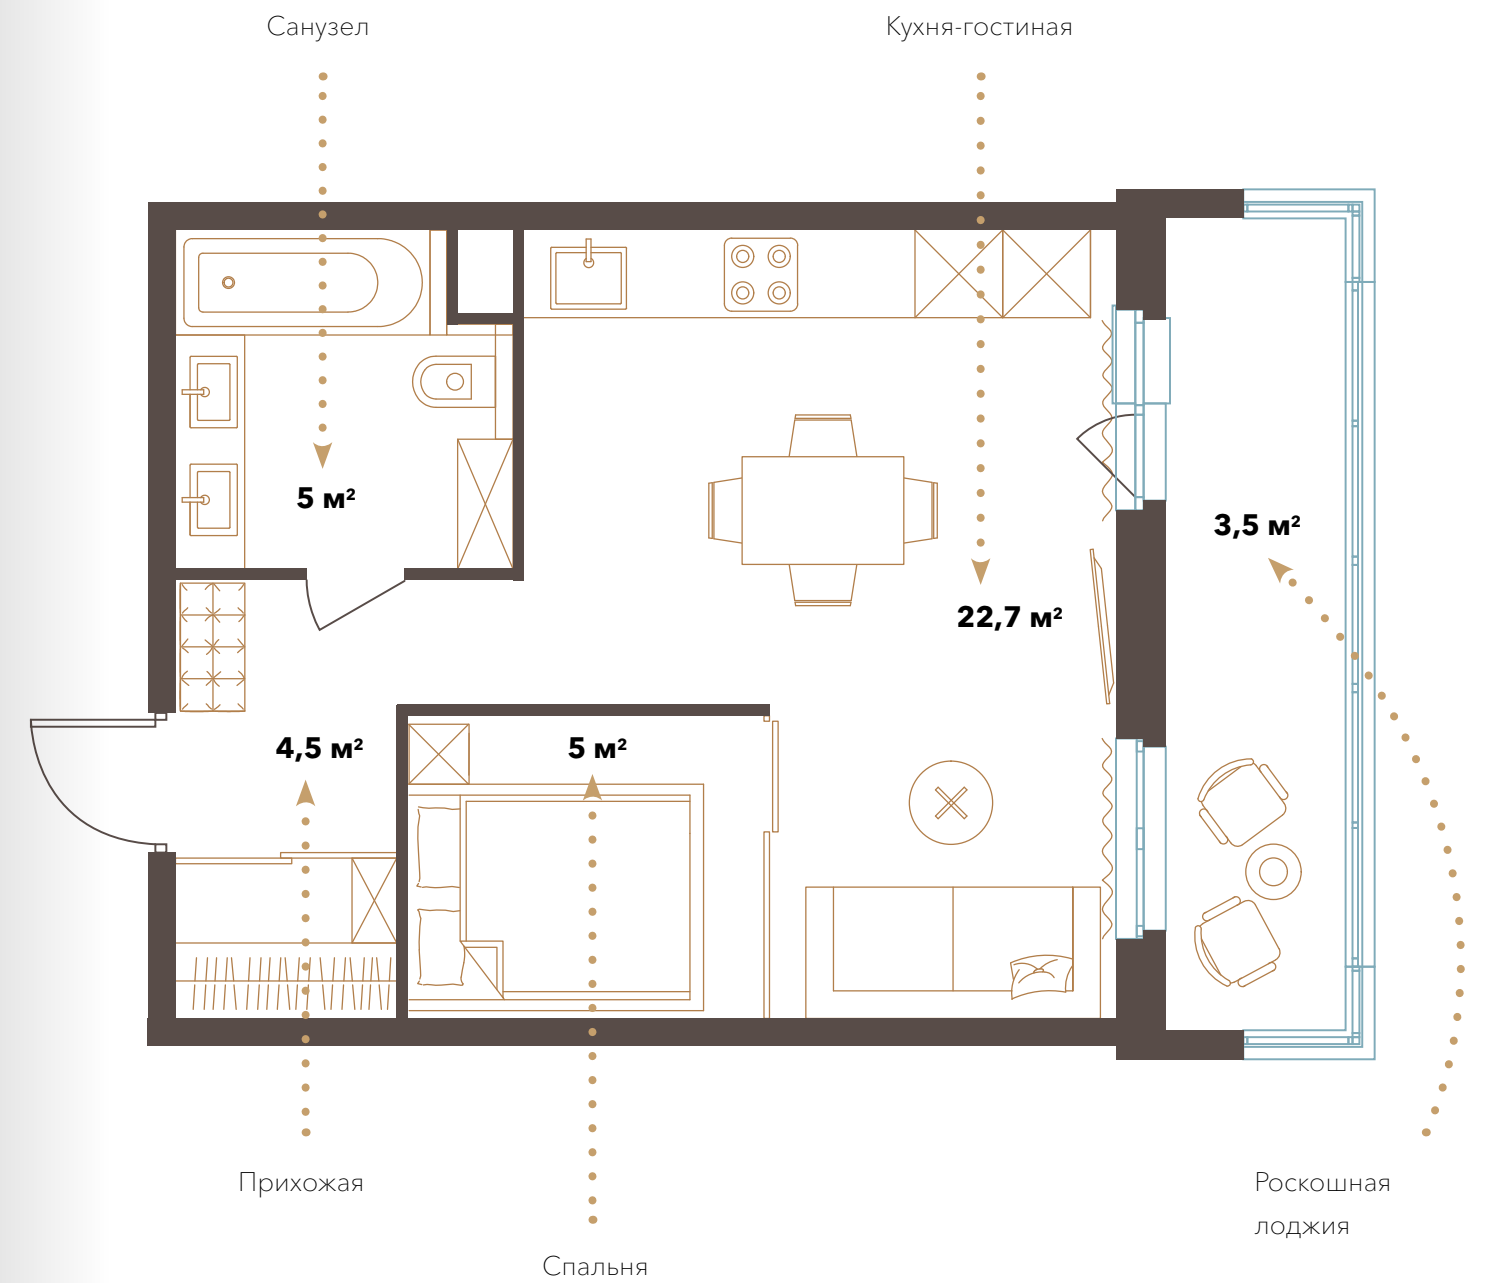 Санузел
Кухня-гостиная
5 м²
3,5 м²
22,7 м²
4,5 м²
5 м²
Прихожая
Роскошная
лоджия
Спальня